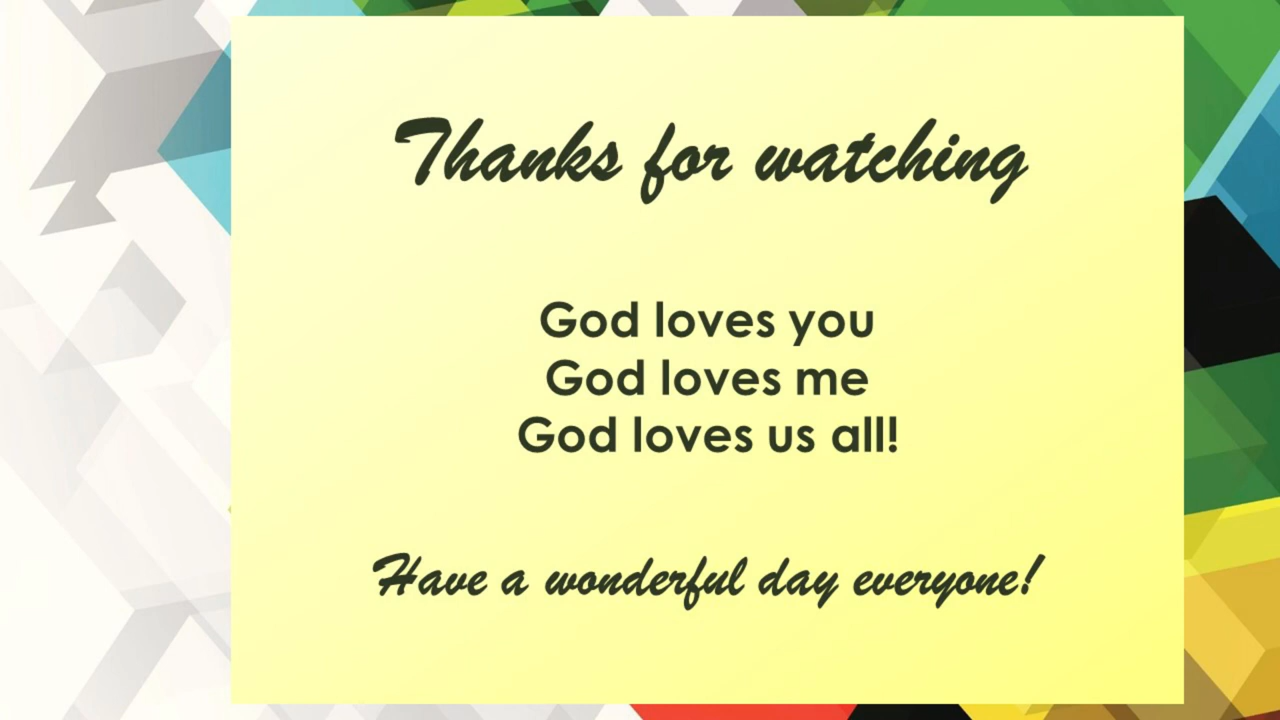 Thanks for watching
God loves you
God loves me
God loves us all!
Have a wonderful day everyone!